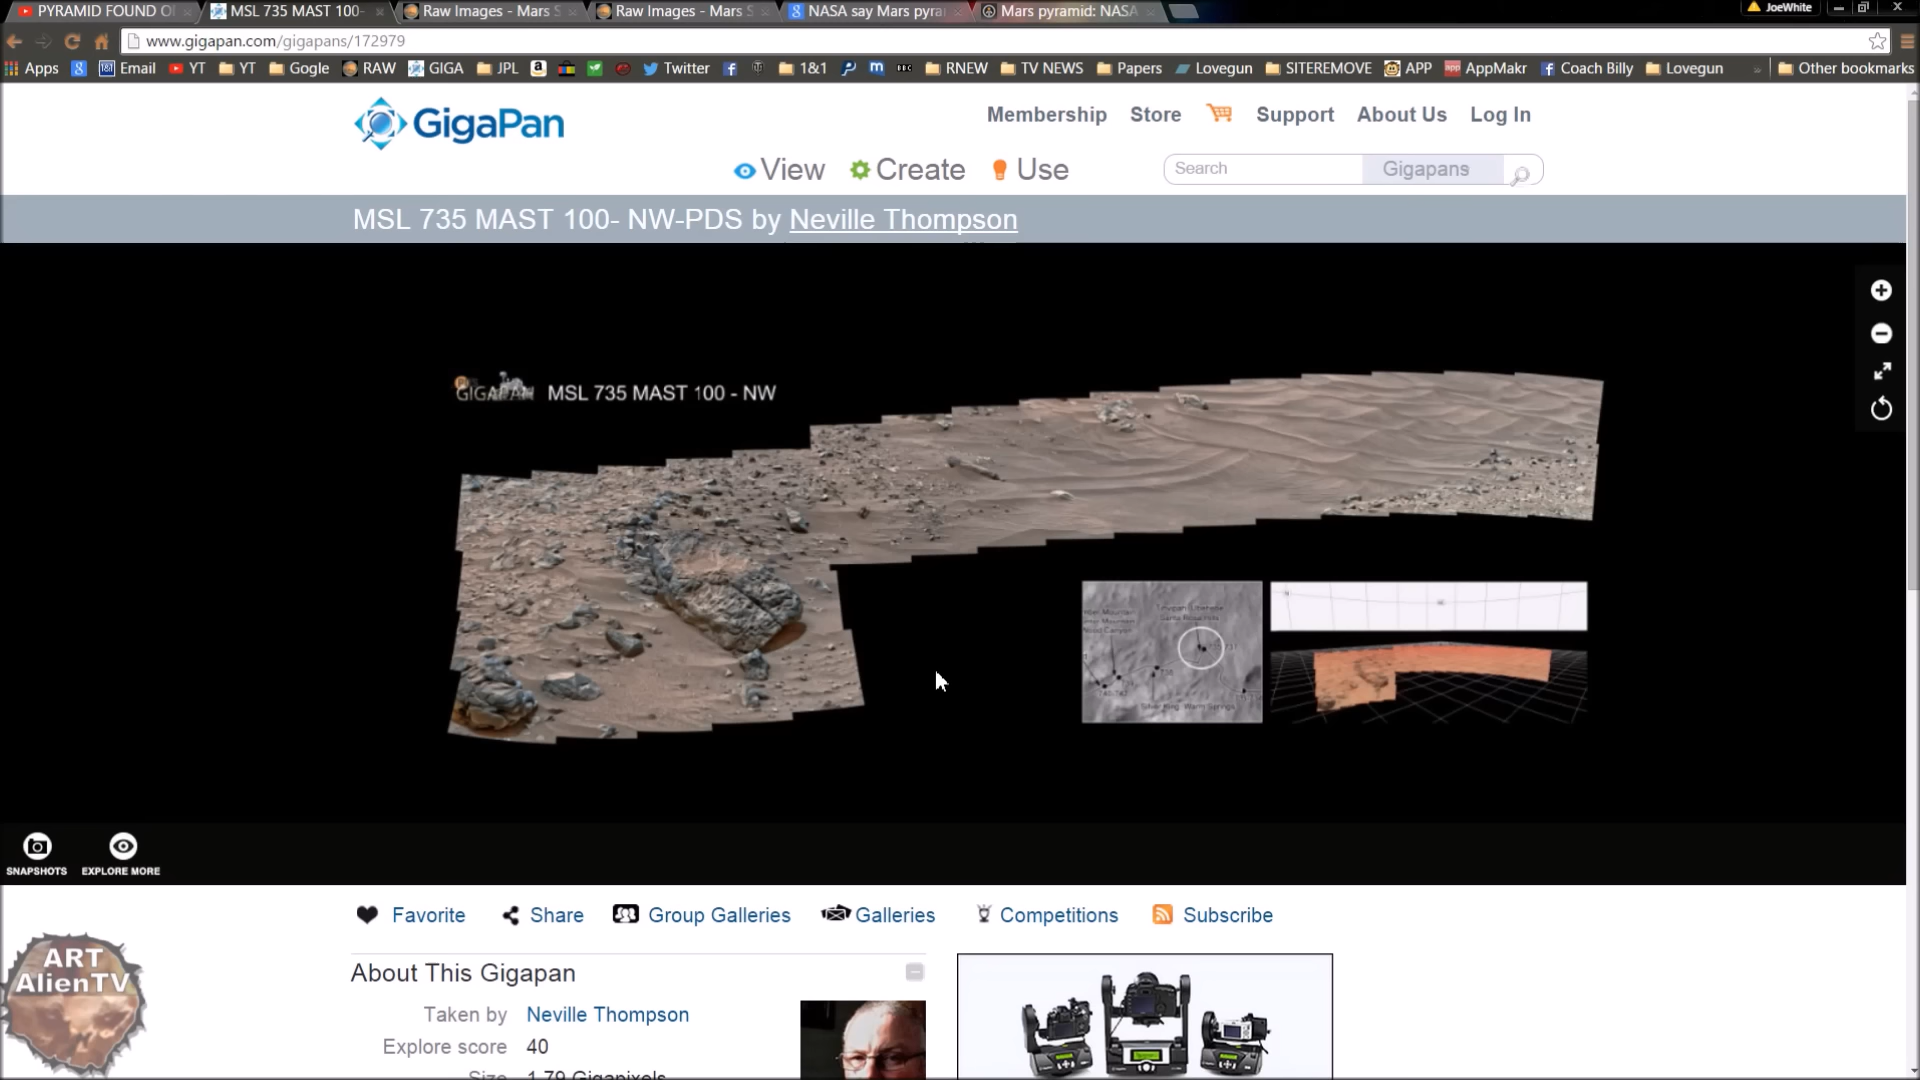 PYRAMID FOUND O
MSL 735 MAST 100-
Raw Images - Mars S
Raw Images - Mars S
NASA say Mars pyra
Mars pyramid: NASA
JoeWhite
www.gigapan.com/gigapans/172979
Apps
Email
YT
YT
Gogle
RAW
GIGA
JPL
Twitter
1&1
RNEW
TV NEWS
Papers
Lovegun
SITEREMOVE
APP
AppMakr
Coach Billy
Lovegun
Other bookmarks
GigaPan
Membership
Store
Support
About Us
Log In
View
Create
Use
Search
Gigapans
MSL 735 MAST 100- NW-PDS by Neville Thompson
GIGAPAN MSL 735 MAST 100 - NW
SNAPSHOTS
EXPLORE MORE
Favorite
Share
Group Galleries
Galleries
Competitions
Subscribe
ART
AlienTV
About This Gigapan
Taken by Neville Thompson
Explore score 40
Size 1.79 Gigapixels